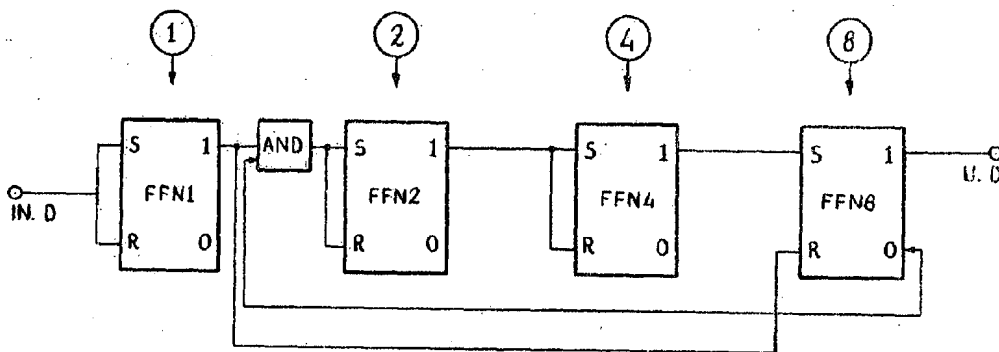 1 2 4 8
S 1 AND S 1 S 1 S 1
FFN1 FFN2 FFN4 FFN8
IN. D U. D
R 0 R 0 R 0 R 0